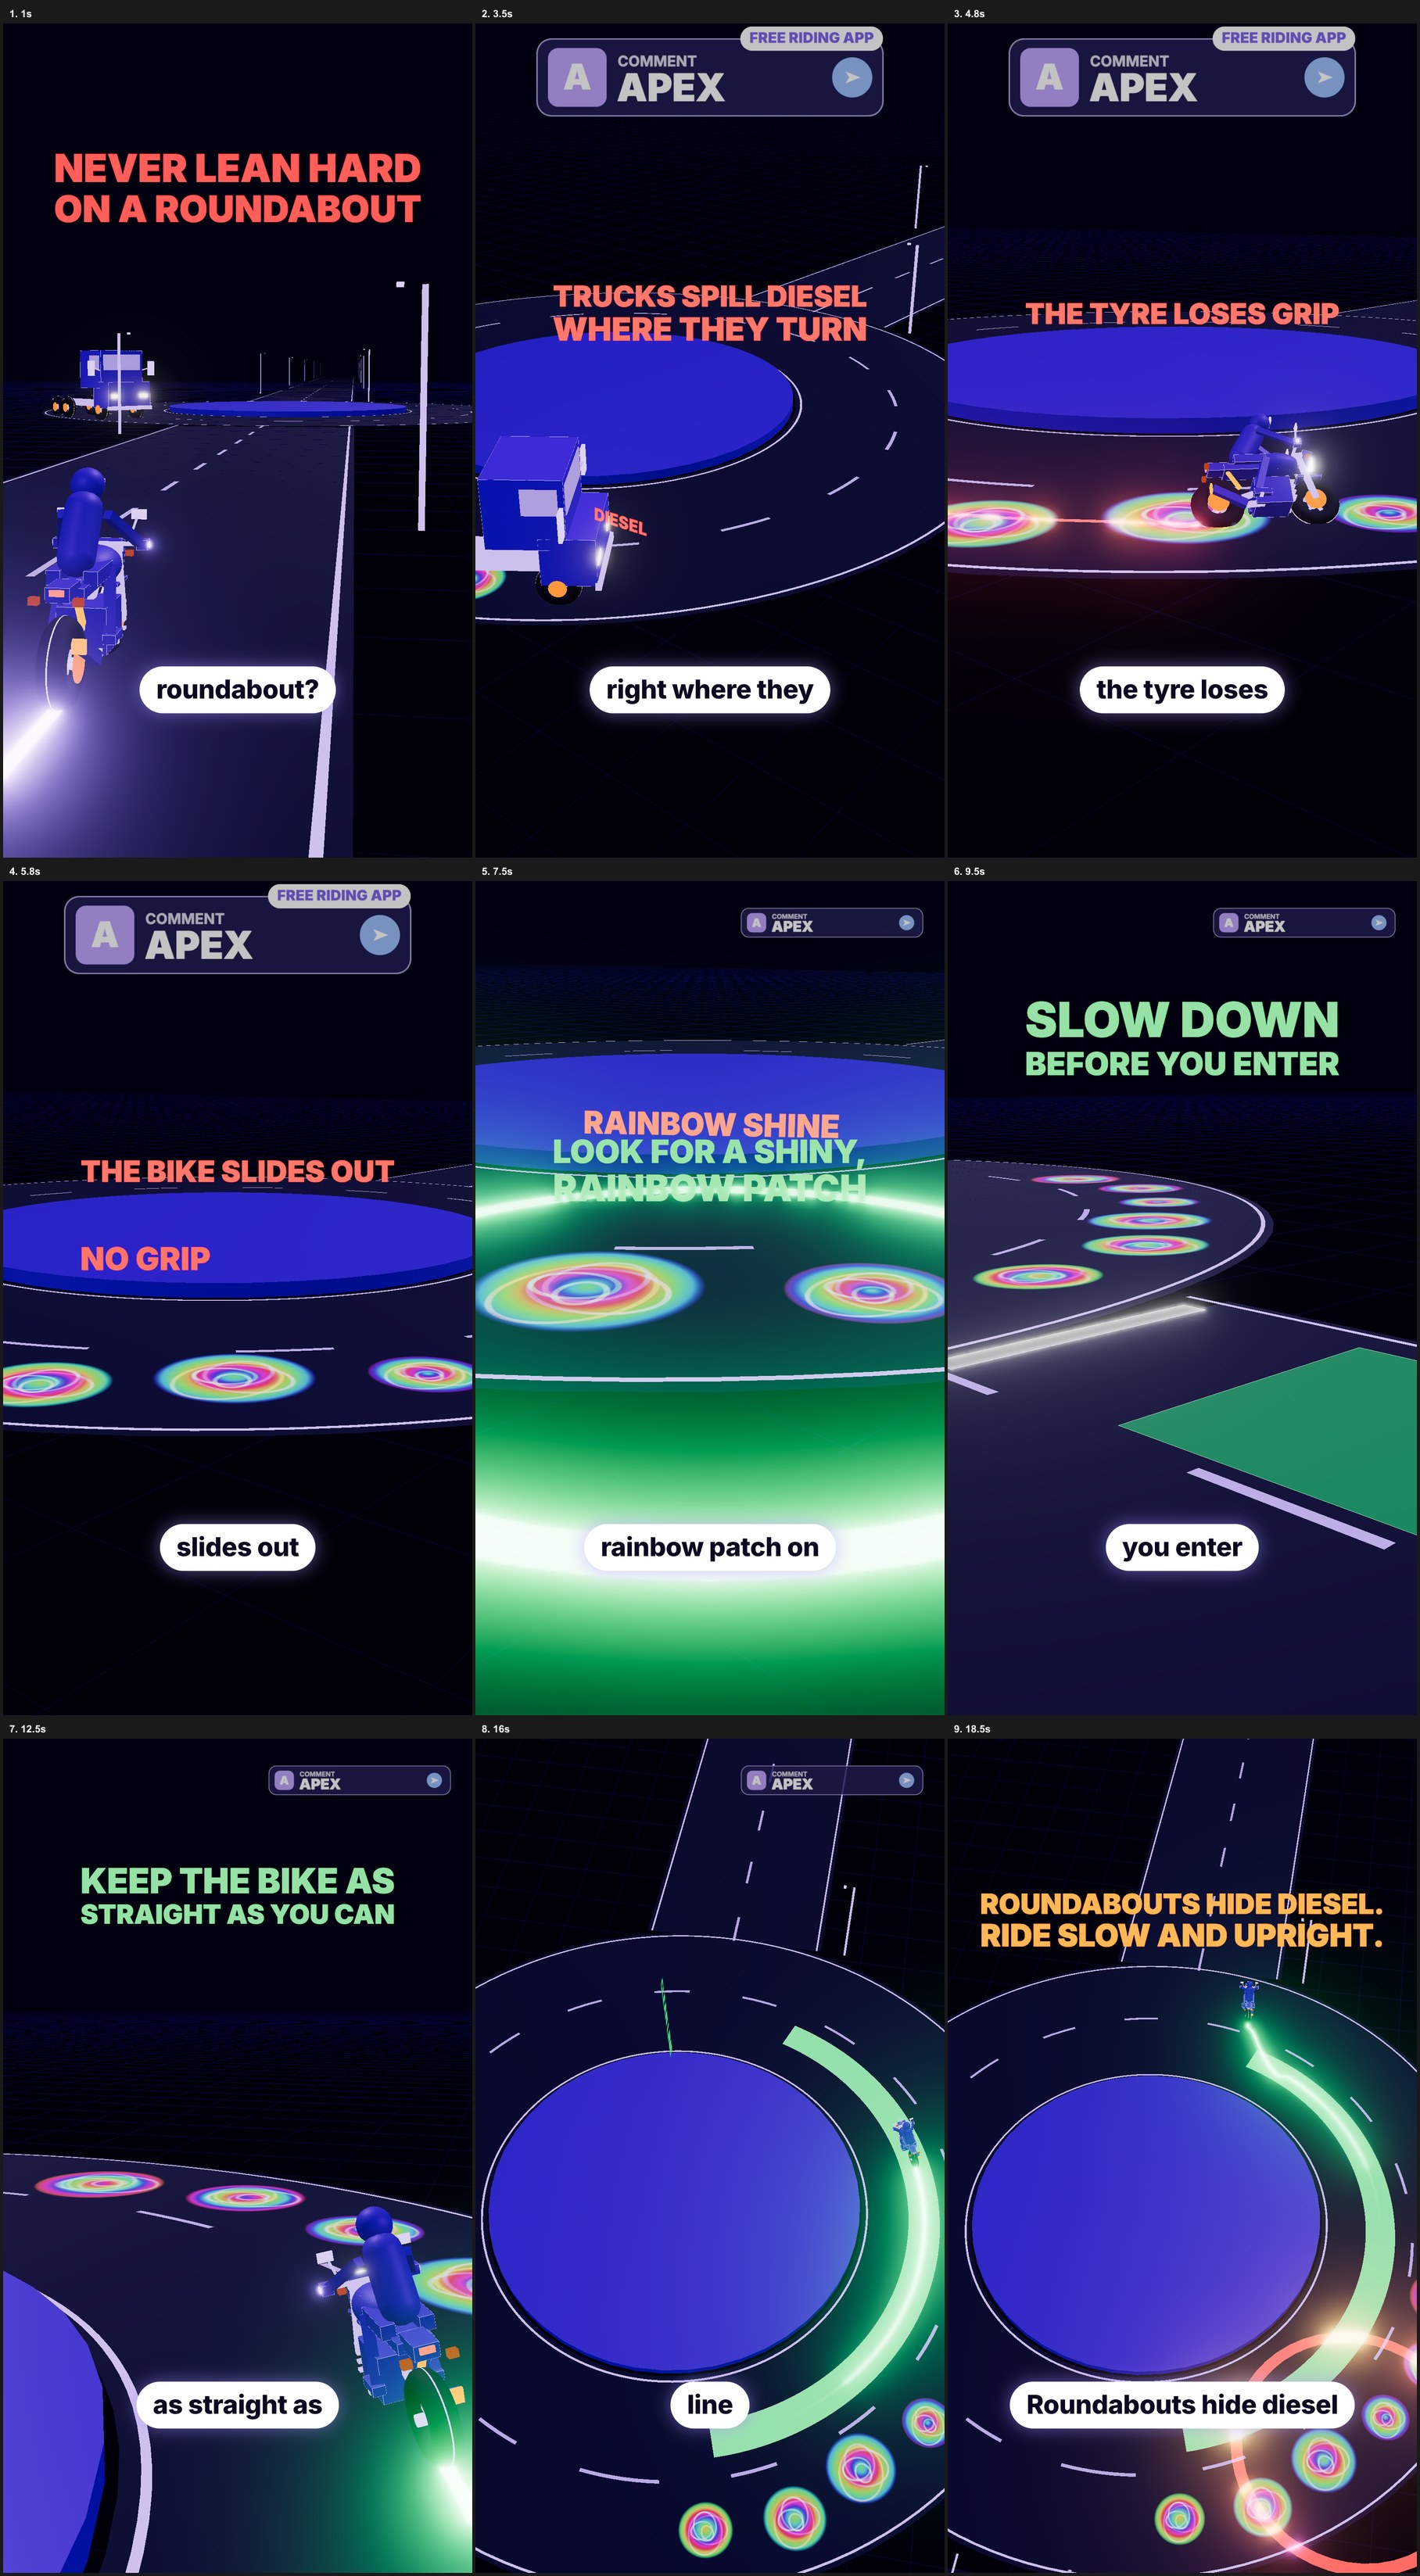 1. 1s
NEVER LEAN HARD
ON A ROUNDABOUT
roundabout?
2. 3.5s
FREE RIDING APP
A
COMMENT
APEX
TRUCKS SPILL DIESEL
WHERE THEY TURN
DIESEL
right where they
3. 4.8s
FREE RIDING APP
A
COMMENT
APEX
THE TYRE LOSES GRIP
the tyre loses
4. 5.8s
FREE RIDING APP
A
COMMENT
APEX
THE BIKE SLIDES OUT
NO GRIP
slides out
5. 7.5s
A
COMMENT
APEX
RAINBOW SHINE
LOOK FOR A SHINY,
RAINBOW PATCH
rainbow patch on
6. 9.5s
A
COMMENT
APEX
SLOW DOWN
BEFORE YOU ENTER
you enter
7. 12.5s
A
COMMENT
APEX
KEEP THE BIKE AS
STRAIGHT AS YOU CAN
as straight as
8. 16s
A
COMMENT
APEX
line
9. 18.5s
ROUNDABOUTS HIDE DIESEL.
RIDE SLOW AND UPRIGHT.
Roundabouts hide diesel